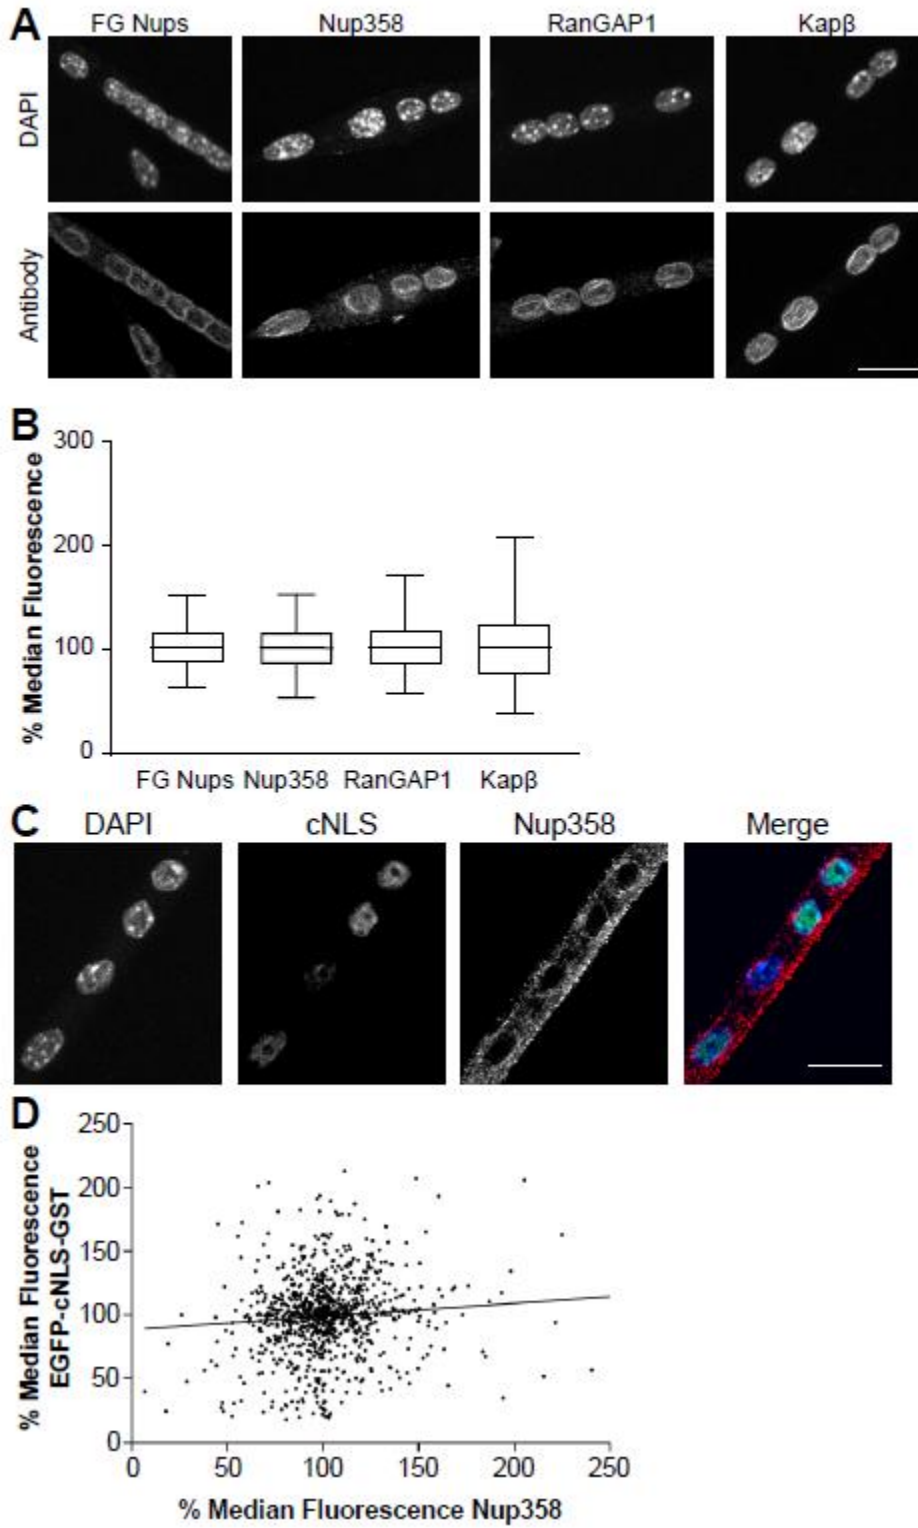 A
FG Nups Nup358 RanGAP1 Kapβ
DAPI
Antibody
B
% Median Fluorescence
300
200
100
0
FG Nups Nup358 RanGAP1 Kapβ
C
DAPI cNLS Nup358 Merge
D
% Median Fluorescence
EGFP-cNLS-GST
250
200
150
100
50
0
0 50 100 150 200 250
% Median Fluorescence Nup358